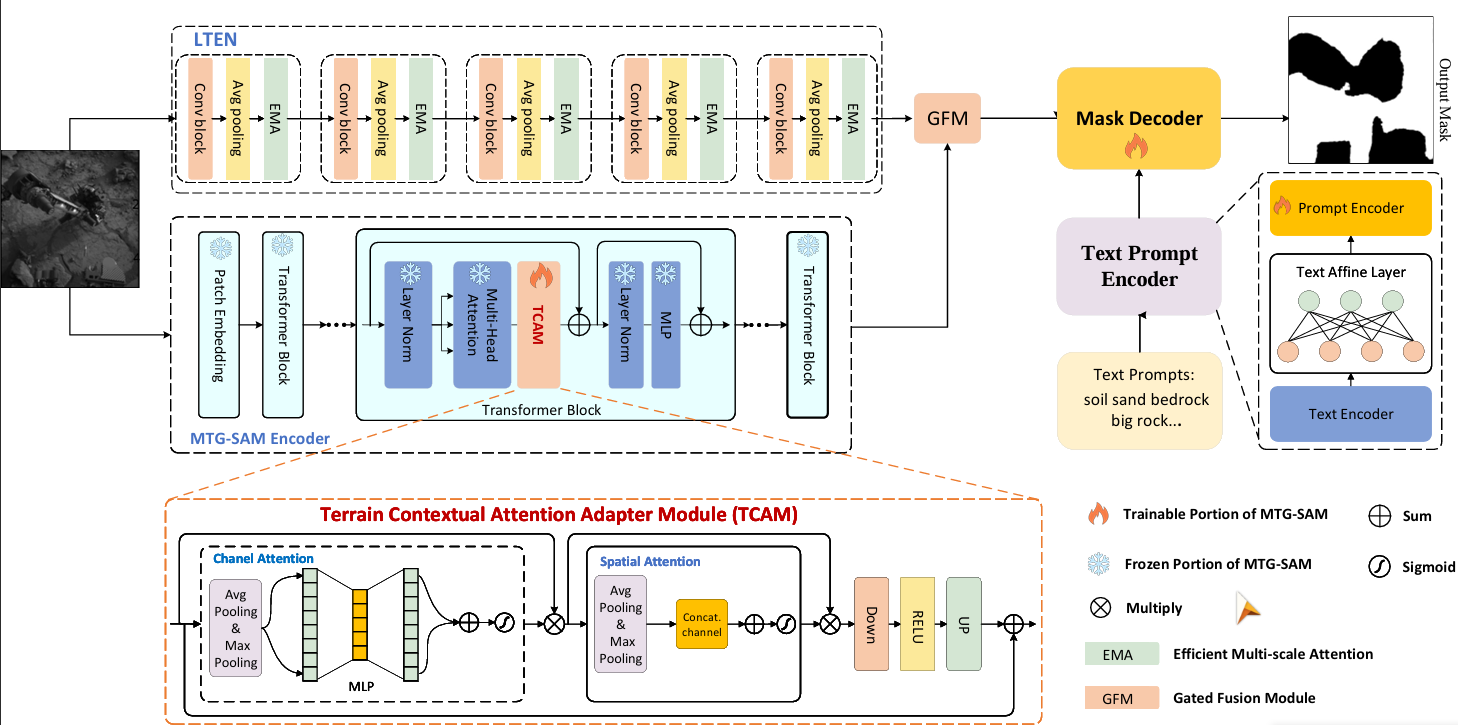 LTEN
Conv block
Avg pooling
EMA
Conv block
Avg pooling
EMA
Conv block
Avg pooling
EMA
Conv block
Avg pooling
EMA
Conv block
Avg pooling
EMA
GFM
Mask Decoder
Output Mask
Patch Embedding
Transformer Block
Layer Norm
Multi-Head
Attention
TCAM
Layer Norm
MLP
Transformer Block
Transformer Block
MTG-SAM Encoder
Text Prompt
Encoder
Text Prompts:
soil sand bedrock
big rock...
Prompt Encoder
Text Affine Layer
Text Encoder
Terrain Contextual Attention Adapter Module (TCAM)
Chanel Attention
Avg
Pooling
&
Max
Pooling
MLP
Spatial Attention
Avg
Pooling
&
Max
Pooling
Concat.
channel
Down
RELU
UP
Trainable Portion of MTG-SAM
Sum
Frozen Portion of MTG-SAM
Sigmoid
Multiply
EMA
Efficient Multi-scale Attention
GFM
Gated Fusion Module